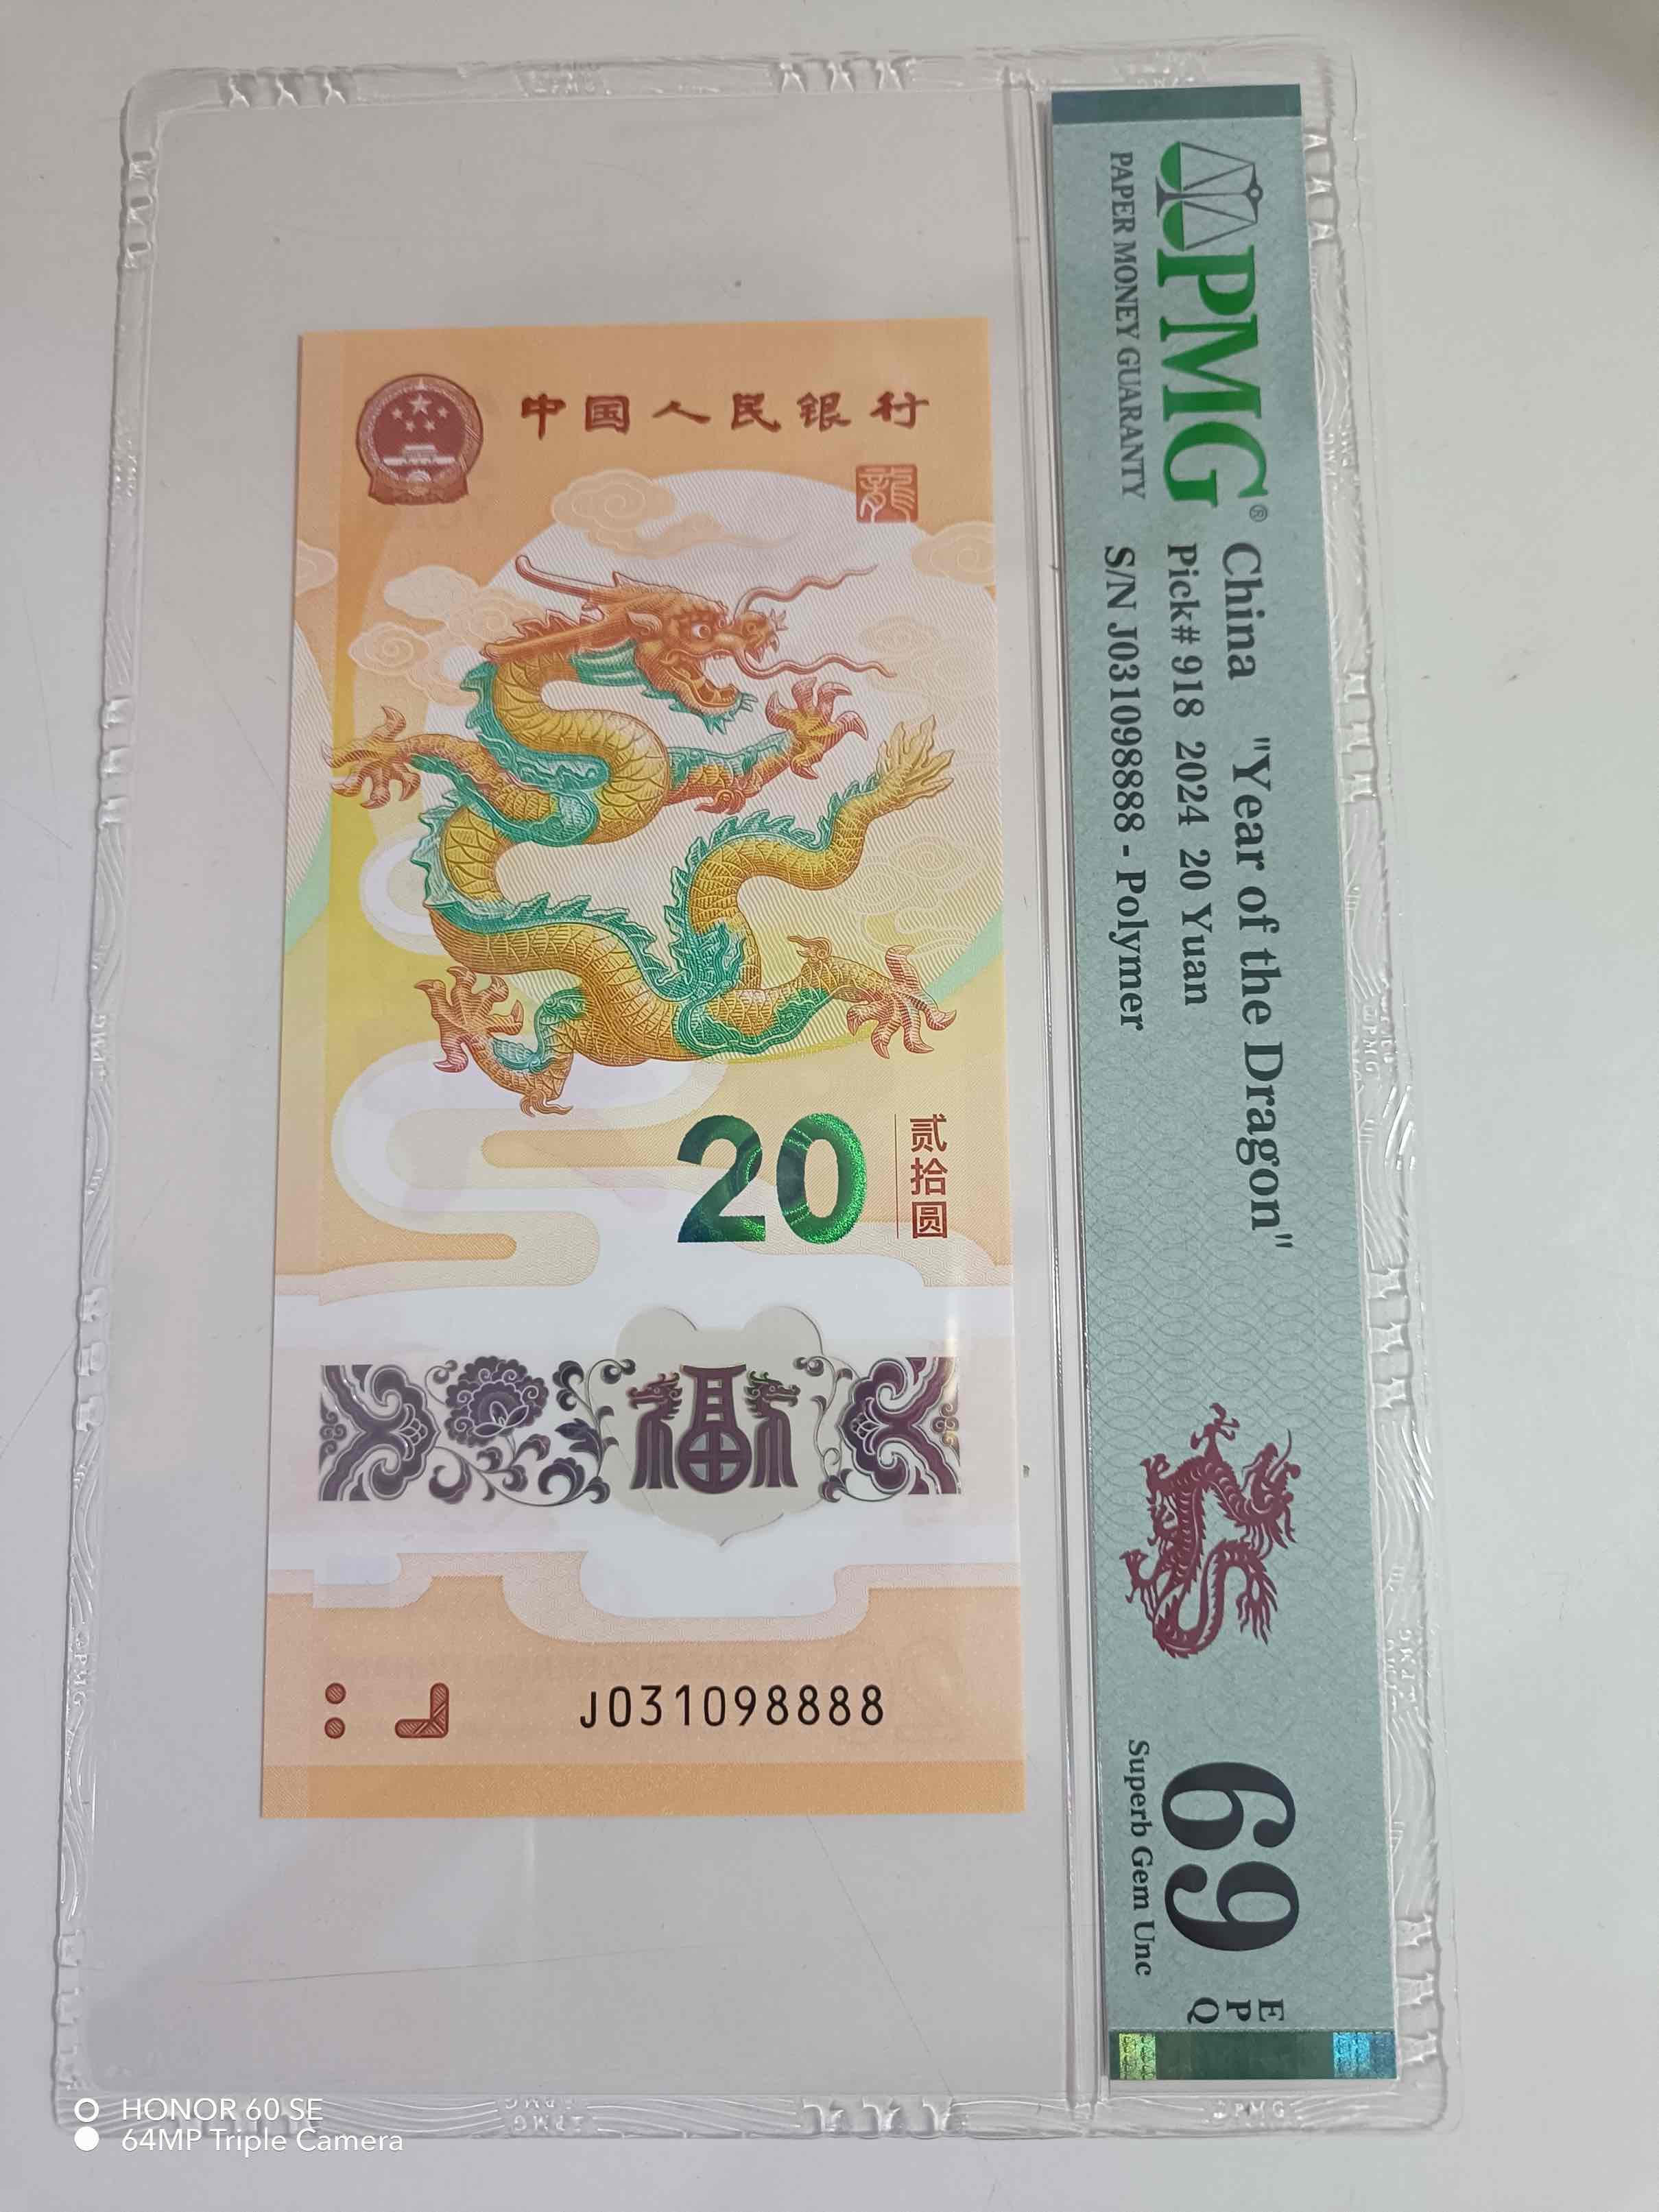 PMG®
PAPER MONEY GUARANTY
China "Year of the Dragon"
Pick# 918 2024 20 Yuan
S/N J031098888 - Polymer
69
EPQ
Superb Gem Unc
中国人民银行
龍
20
贰拾圆
福
J031098888
HONOR 60 SE
64MP Triple Camera